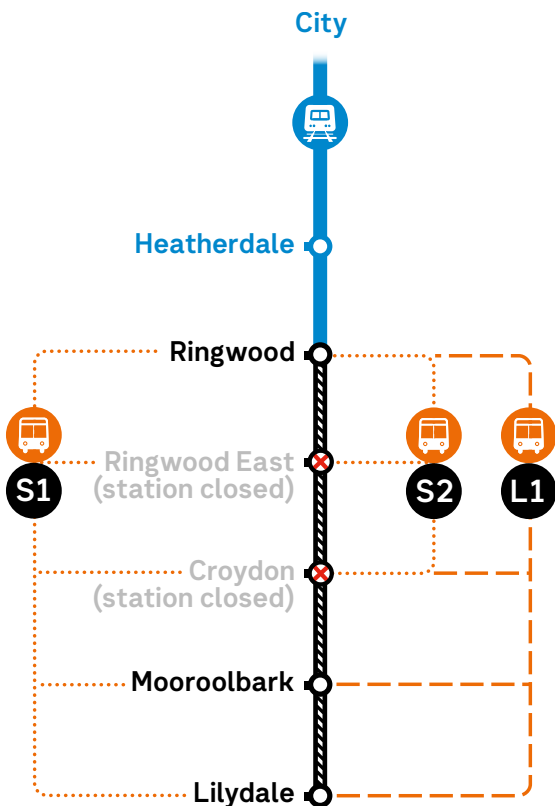 City
Heatherdale
Ringwood
Ringwood East
(station closed)
S1
S2
L1
Croydon
(station closed)
Mooroolbark
Lilydale